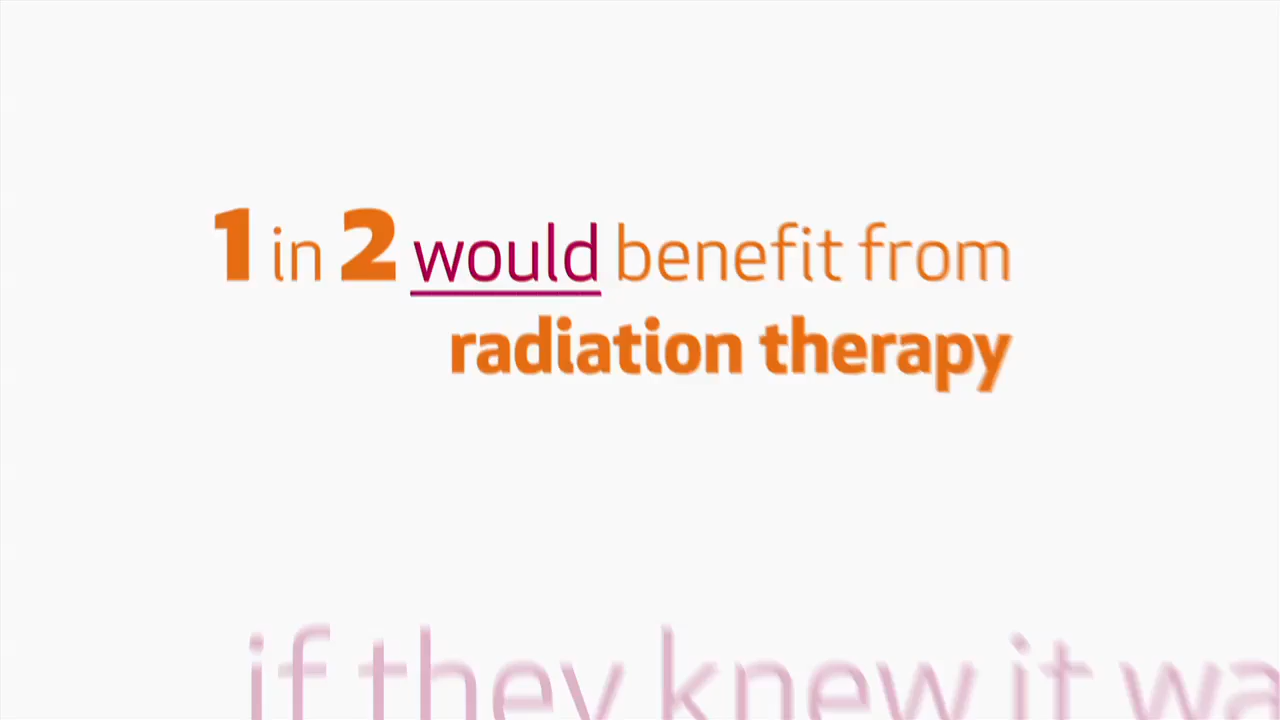 1 in 2 would benefit from
radiation therapy
if they knew it